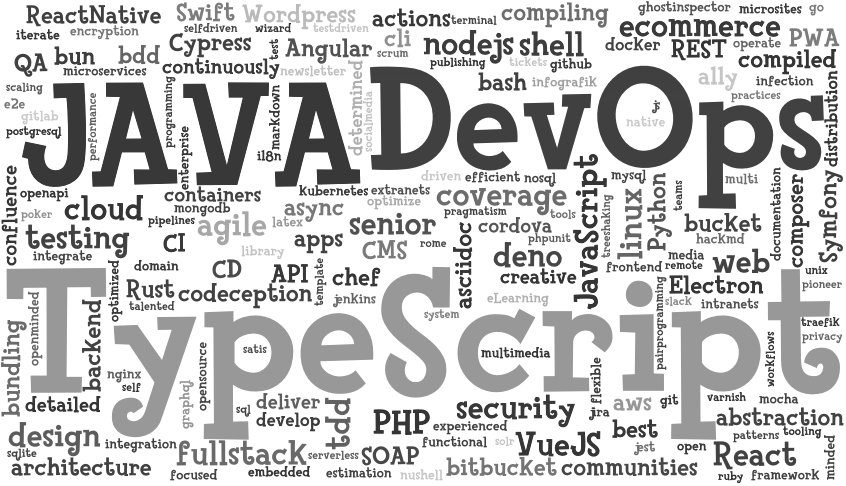 ReactNative
Swift
Wordpress
actions
terminal
compiling
ghostinspector
microsites
go
iterate
encryption
selfdriven
wizard
testdriven
ecommerce
Cypress
Angular
cli
nodejs
shell
docker
REST
operate
PWA
QA
bun
bdd
scrum
publishing
tickets
github
compiled
microservices
continuously
newsletter
bash
infografik
ally
infection
scaling
e2e
gitlab
postgresql
performance
programming
enterprise
test
markdown
determined
socialmedia
practices
js
native
distribution
JAVA
DevOps
il8n
confluence
openapi
containers
kubernetes
extranets
driven
efficient
nosql
JavaScript
mysql
multi
poker
cloud
mongodb
pipelines
async
optimize
coverage
pragmatism
tools
treeshaking
linux
Python
teams
documentation
composer
Symfony
testing
agile
latex
senior
cordova
phpunit
bucket
hackmd
integrate
CI
library
apps
CMS
rome
asciidoc
deno
frontend
media
remote
web
unix
domain
CD
API
template
chef
creative
Electron
pioneer
optimized
Rust
talented
codeception
jenkins
system
eLearning
pairprogramming
slack
intranets
traefik
privacy
TypeScript
openminded
bundling
backend
opensource
satis
multimedia
flexible
workflows
nginx
self
graphql
detailed
sql
deliver
develop
tdd
PHP
security
experienced
jira
aws
git
varnish
mocha
abstraction
design
integration
functional
solr
VueJS
best
jest
open
patterns
tooling
minded
sqlite
architecture
fullstack
serverless
SOAP
bitbucket
communities
React
focused
embedded
estimation
nushell
ruby
framework